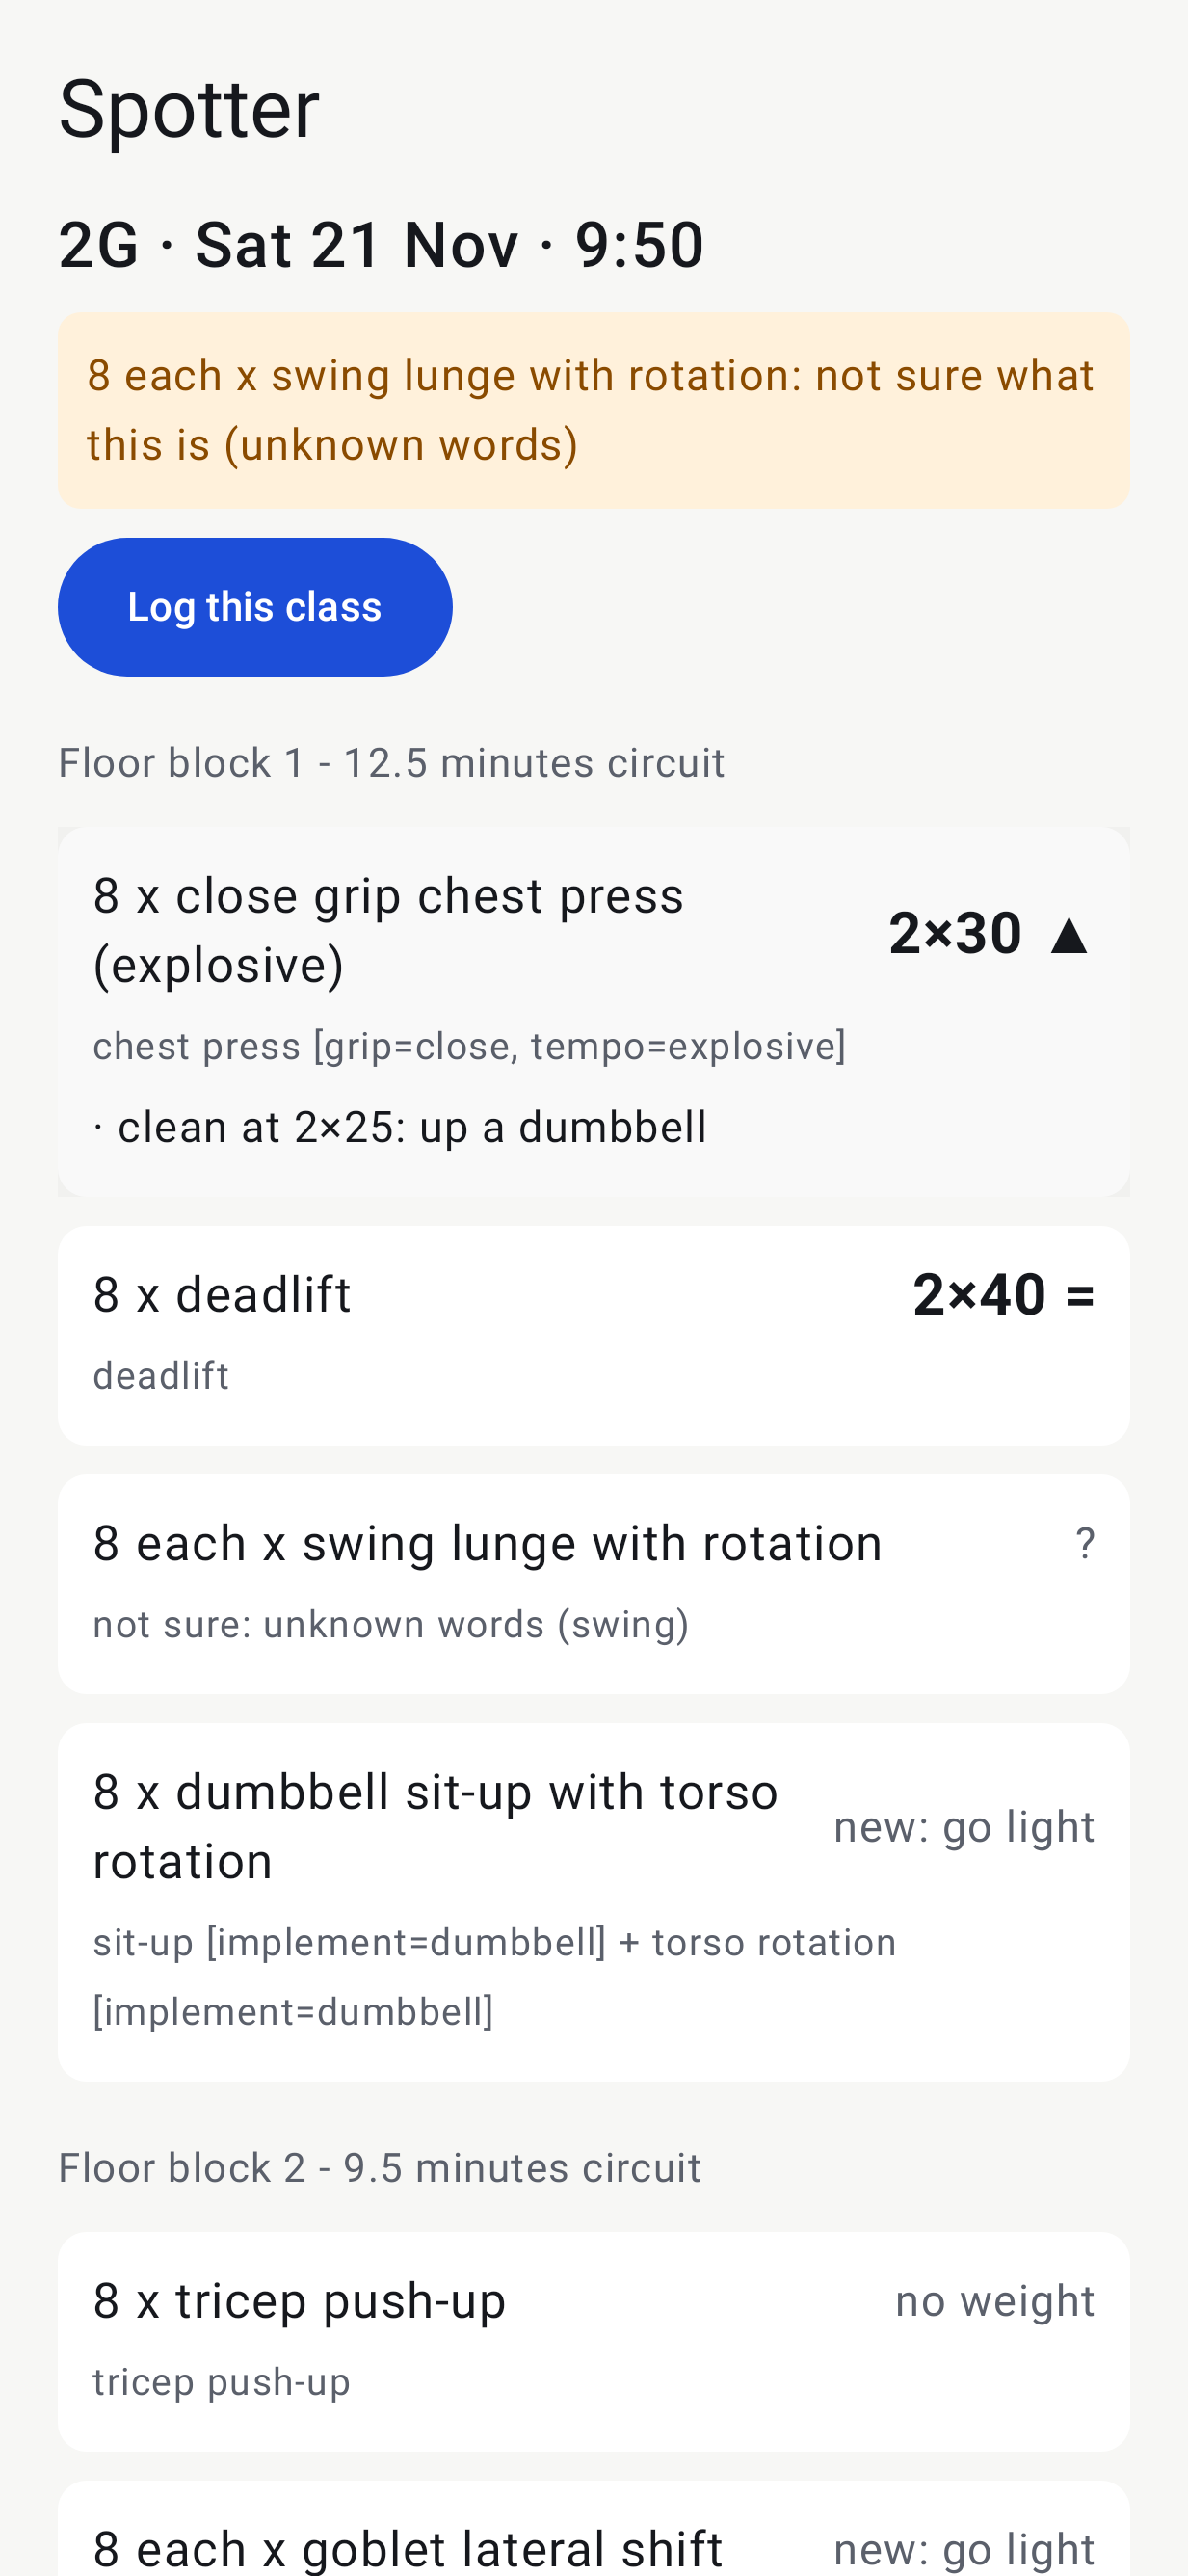 Spotter
2G · Sat 21 Nov · 9:50
8 each x swing lunge with rotation: not sure what
this is (unknown words)
Log this class
Floor block 1 - 12.5 minutes circuit
8 x close grip chest press
(explosive)
2×30 ▲
chest press [grip=close, tempo=explosive]
· clean at 2×25: up a dumbbell
8 x deadlift
2×40 =
deadlift
8 each x swing lunge with rotation
?
not sure: unknown words (swing)
8 x dumbbell sit-up with torso
rotation
new: go light
sit-up [implement=dumbbell] + torso rotation
[implement=dumbbell]
Floor block 2 - 9.5 minutes circuit
8 x tricep push-up
no weight
tricep push-up
8 each x goblet lateral shift
new: go light